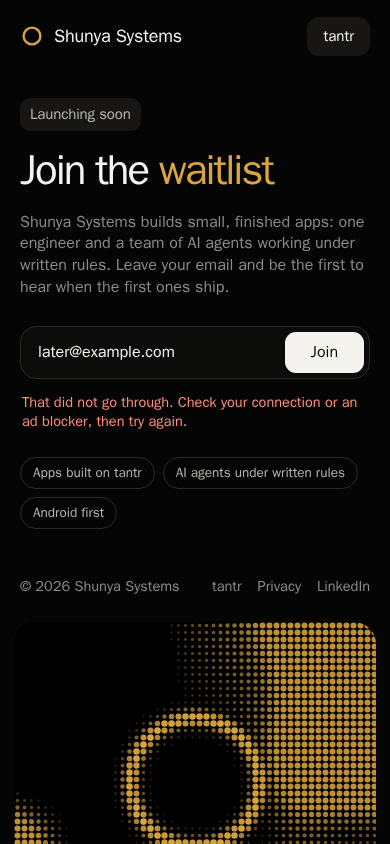 Shunya Systems
tantr
Launching soon
Join the waitlist
Shunya Systems builds small, finished apps: one
engineer and a team of AI agents working under
written rules. Leave your email and be the first to
hear when the first ones ship.
later@example.com
Join
That did not go through. Check your connection or an
ad blocker, then try again.
Apps built on tantr
AI agents under written rules
Android first
© 2026 Shunya Systems
tantr
Privacy
LinkedIn